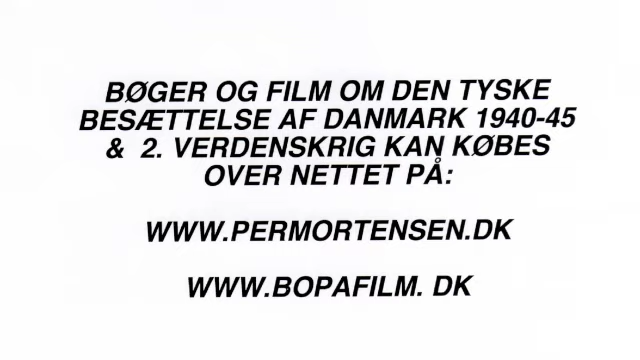 BØGER OG FILM OM DEN TYSKE
BESÆTTELSE AF DANMARK 1940-45
& 2. VERDENSKRIG KAN KØBES
OVER NETTET PÅ:
WWW.PERMORTENSEN.DK
WWW.BOPAFILM. DK